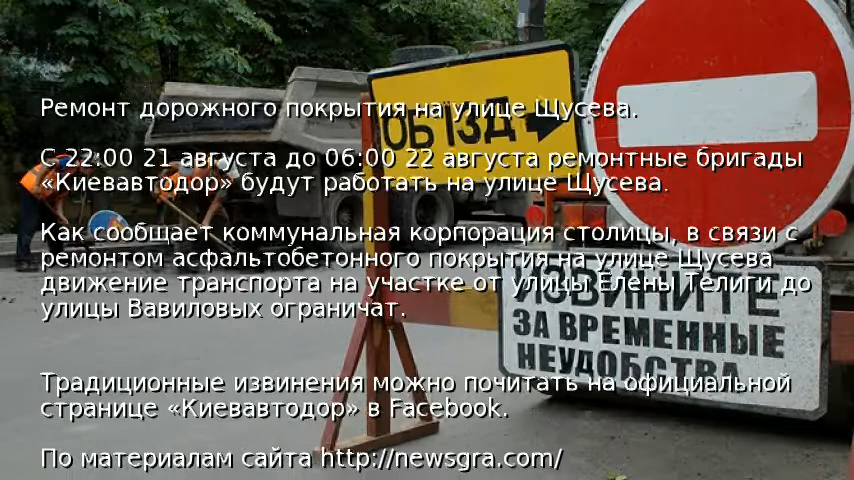 Ремонт дорожного покрытия на улице Щусева.
С 22:00 21 августа до 06:00 22 августа ремонтные бригады
«Киевавтодор» будут работать на улице Щусева.
Как сообщает коммунальная корпорация столицы, в связи с
ремонтом асфальтобетонного покрытия на улице Щусева
движение транспорта на участке от улицы Елены Телиги до
улицы Вавиловых ограничат.
Традиционные извинения можно почитать на официальной
странице «Киевавтодор» в Facebook.
По материалам сайта http://newsgra.com/
ОБ'ЇЗД
ИЗВИНИТЕ
ЗА ВРЕМЕННЫЕ
НЕУДОБСТВА